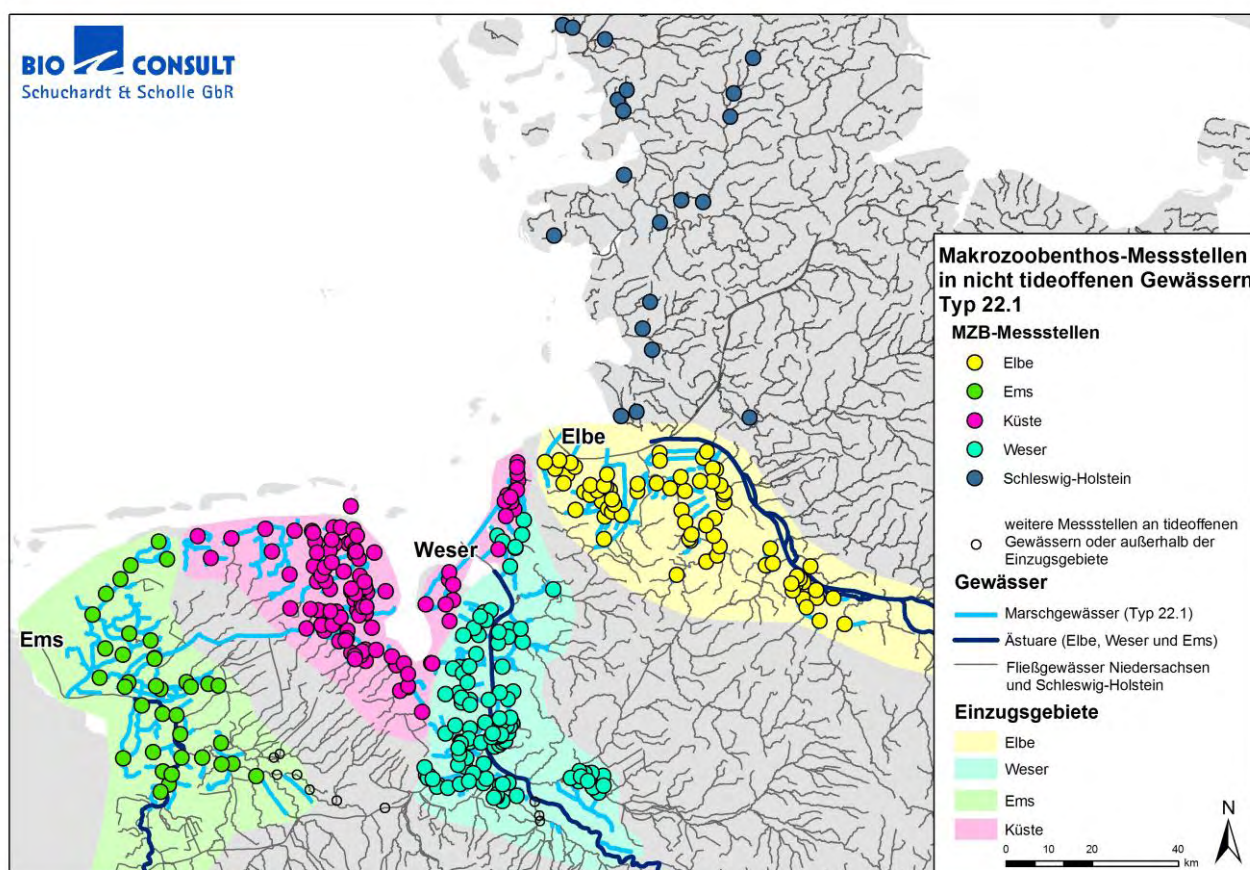 BIO CONSULT
Schuchardt & Scholle GbR
Elbe
Weser
Ems
Makrozoobenthos-Messstellen
in nicht tideoffenen Gewässern
Typ 22.1
MZB-Messstellen
Elbe
Ems
Küste
Weser
Schleswig-Holstein
weitere Messstellen an tideoffenen
Gewässern oder außerhalb der
Einzugsgebiete
Gewässer
Marschgewässer (Typ 22.1)
Ästuare (Elbe, Weser und Ems)
Fließgewässer Niedersachsen
und Schleswig-Holstein
Einzugsgebiete
Elbe
Weser
Ems
Küste
N
0 10 20 40
km